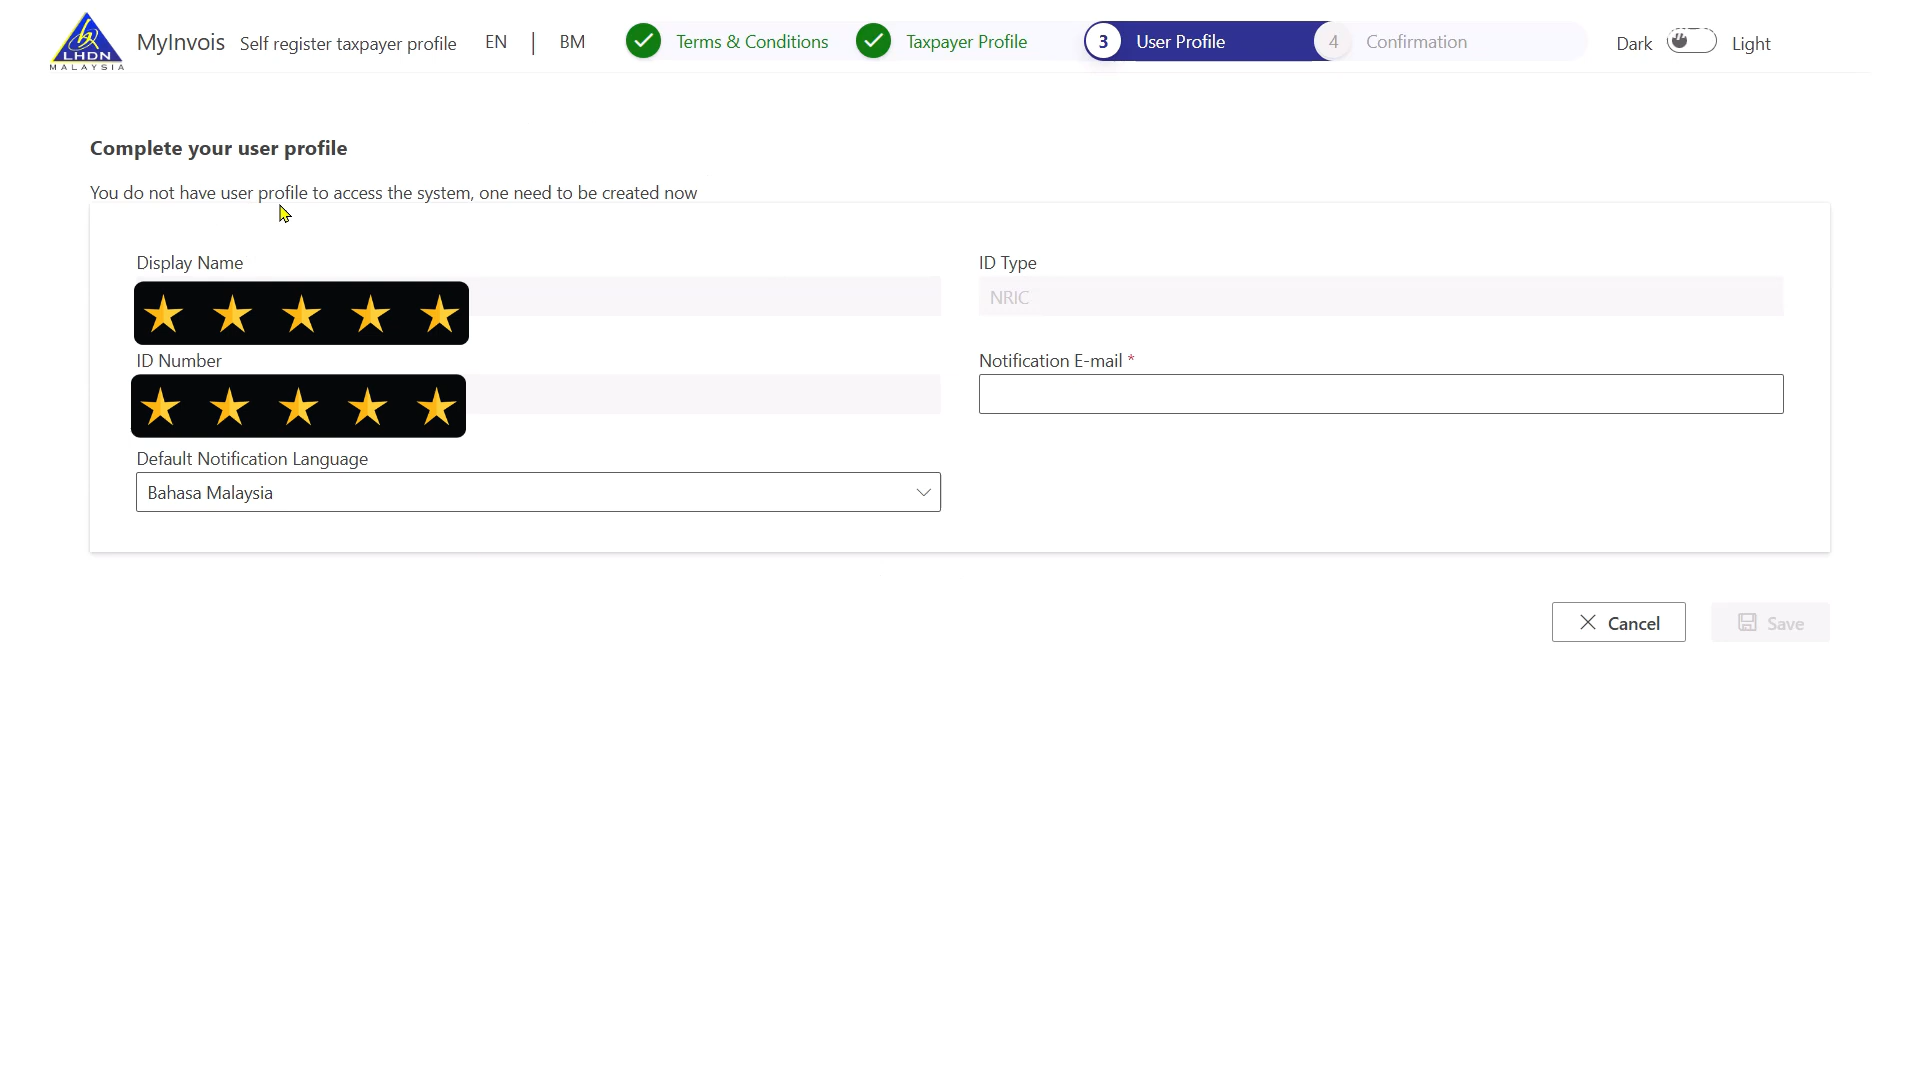 LHDN
MALAYSIA
MyInvois Self register taxpayer profile EN | BM Terms & Conditions Taxpayer Profile 3 User Profile 4 Confirmation Dark Light
Complete your user profile
You do not have user profile to access the system, one need to be created now
Display Name ID Type
NRIC
ID Number Notification E-mail *
Default Notification Language
Bahasa Malaysia
Cancel Save